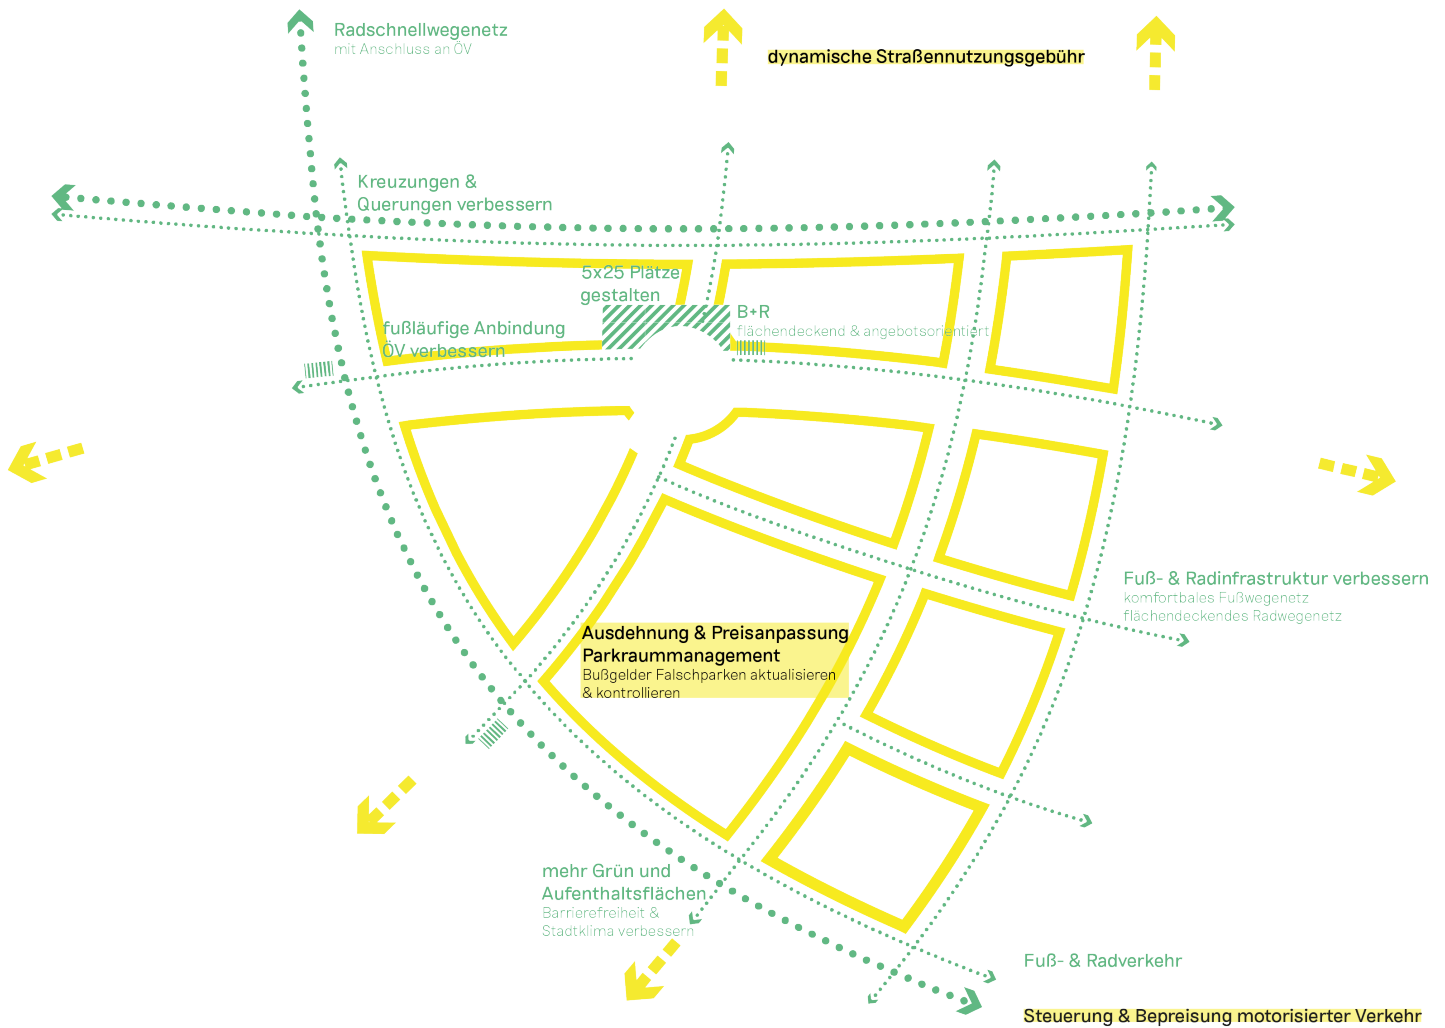 Radschnellwegenetz
mit Anschluss an ÖV
dynamische Straßennutzungsgebühr
Kreuzungen &
Querungen verbessern
5x25 Plätze
gestalten
B+R
flächendeckend & angebotsorientiert
fußläufige Anbindung
ÖV verbessern
Fuß- & Radinfrastruktur verbessern
komfortbales Fußwegenetz
flächendeckendes Radwegenetz
Ausdehnung & Preisanpassung
Parkraummanagement
Bußgelder Falschparken aktualisieren
& kontrollieren
mehr Grün und
Aufenthaltsflächen
Barrierefreiheit &
Stadtklima verbessern
Fuß- & Radverkehr
Steuerung & Bepreisung motorisierter Verkehr